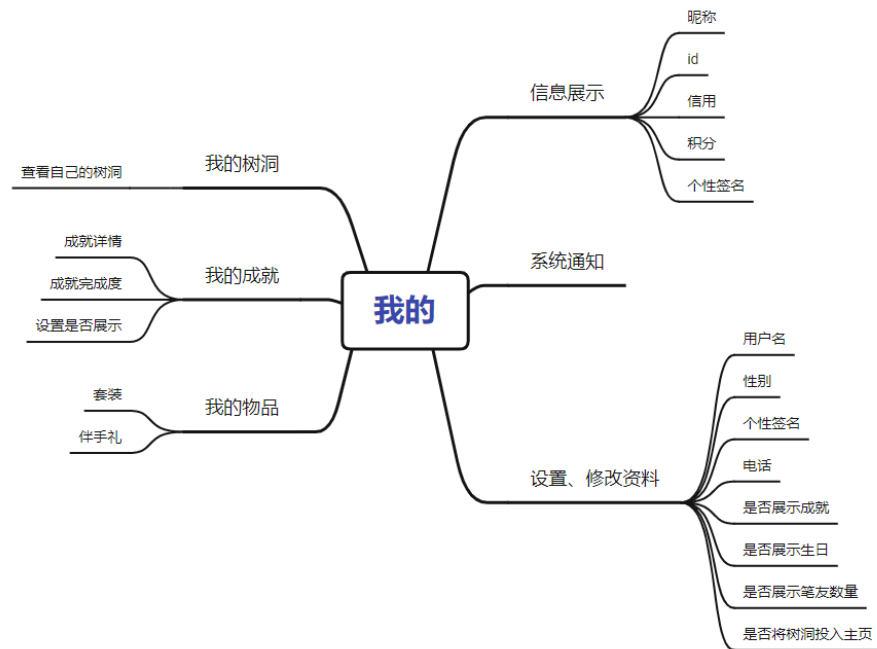 我的
信息展示
昵称
id
信用
积分
个性签名
系统通知
设置、修改资料
用户名
性别
个性签名
电话
是否展示成就
是否展示生日
是否展示笔友数量
是否将树洞投入主页
我的树洞
查看自己的树洞
我的成就
成就详情
成就完成度
设置是否展示
我的物品
套装
伴手礼